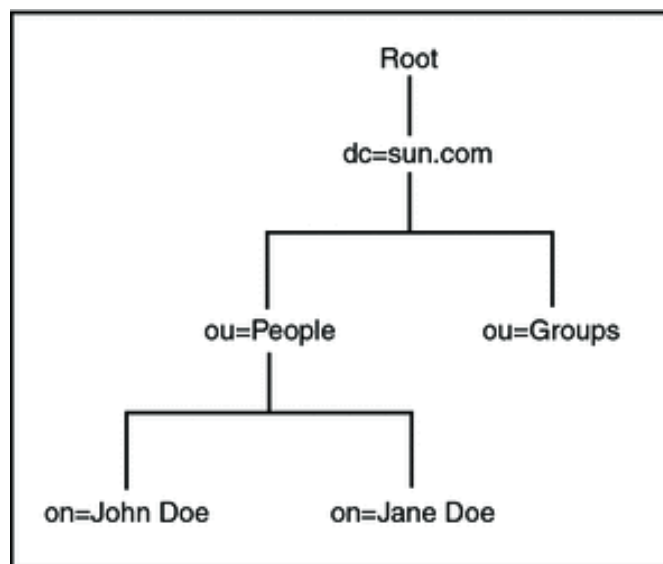 Root
dc=sun.com
ou=People
ou=Groups
on=John Doe
on=Jane Doe